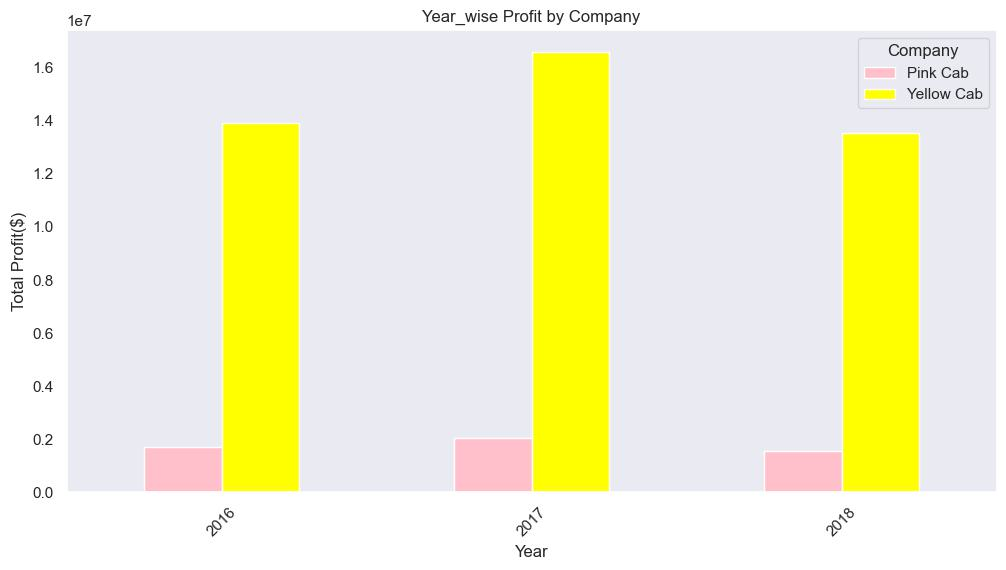 Year_wise Profit by Company
1e7
Company
Pink Cab
Yellow Cab
1.6
1.4
1.2
1.0
0.8
0.6
0.4
0.2
0.0
Total Profit($)
2016
2017
2018
Year